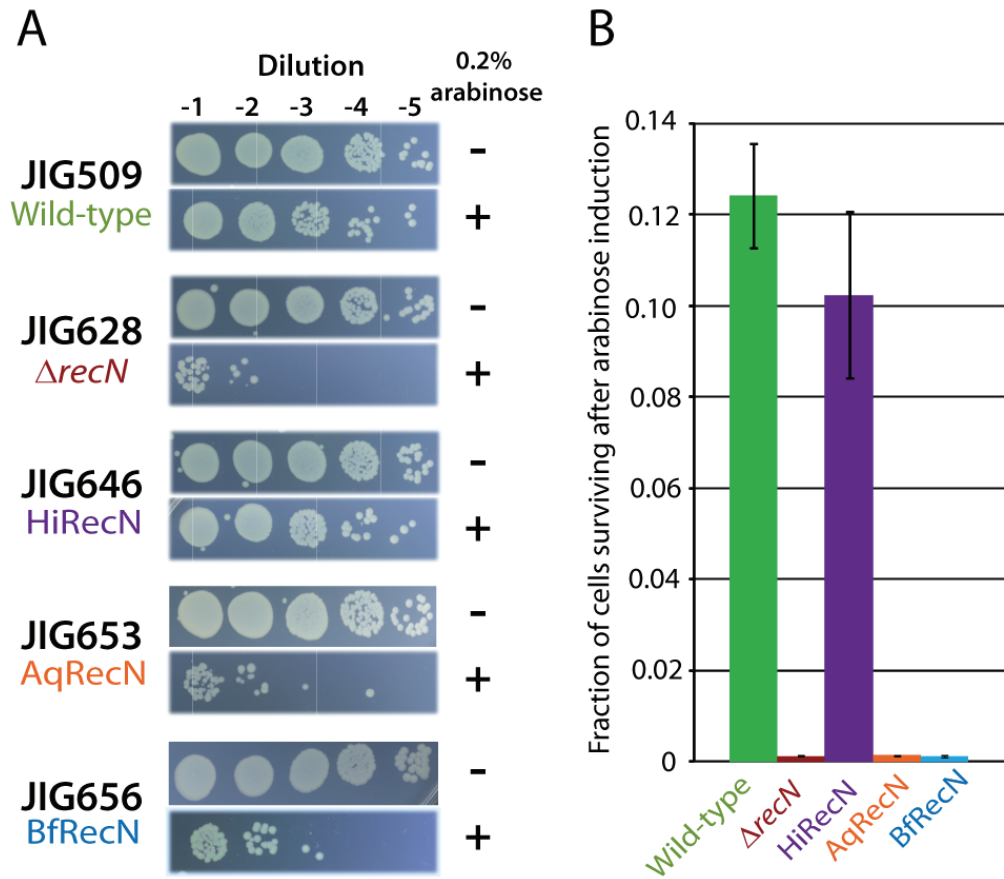 A
Dilution
0.2%
arabinose
-1 -2 -3 -4 -5
JIG509
Wild-type
-
+
JIG628
ΔrecN
-
+
JIG646
HiRecN
-
+
JIG653
AqRecN
-
+
JIG656
BfRecN
-
+
B
Fraction of cells surviving after arabinose induction
0.14
0.12
0.10
0.08
0.06
0.04
0.02
0
Wild-type
ΔrecN
HiRecN
AqRecN
BfRecN